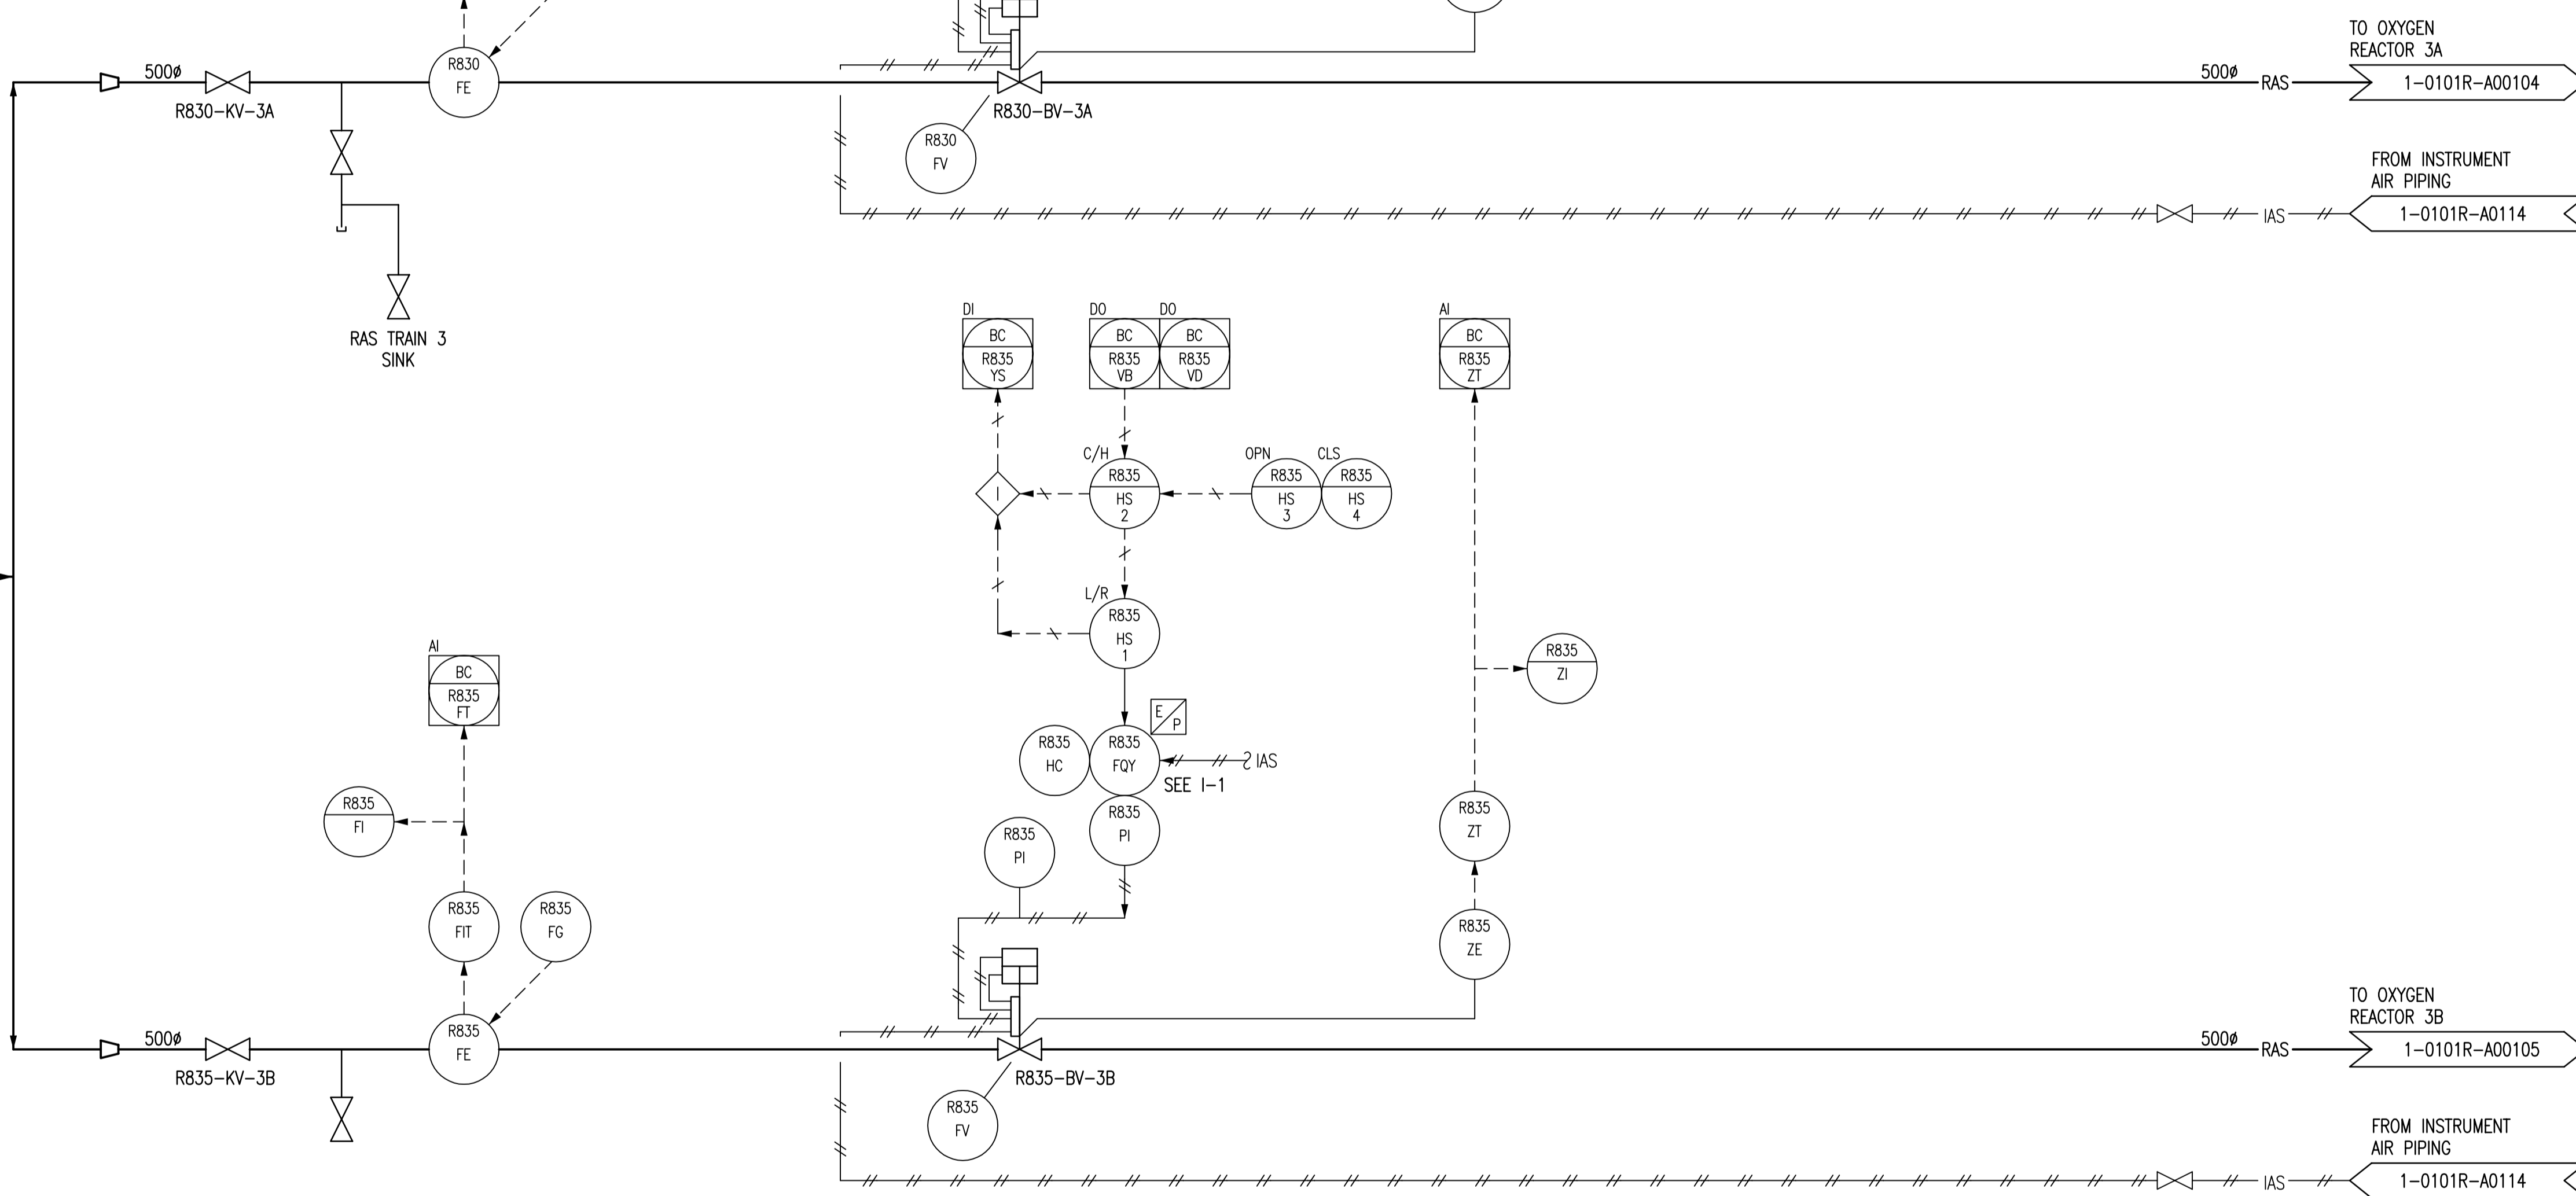 TO OXYGEN
REACTOR 3A
R830
FE
500ø
500ø
RAS
1-0101R-A00104
R830-KV-3A
R830-BV-3A
R830
FV
FROM INSTRUMENT
AIR PIPING
IAS
1-0101R-A0114
RAS TRAIN 3
SINK
DI
BC
R835
YS
DO
BC
R835
VB
DO
BC
R835
VD
AI
BC
R835
ZT
C/H
R835
HS
2
OPN
R835
HS
3
CLS
R835
HS
4
I
L/R
R835
HS
1
R835
ZI
AI
BC
R835
FT
E
P
R835
HC
R835
FQY
IAS
SEE I-1
R835
FI
R835
PI
R835
PI
R835
ZT
R835
FIT
R835
FG
R835
ZE
TO OXYGEN
REACTOR 3B
R835
FE
500ø
500ø
RAS
1-0101R-A00105
R835-KV-3B
R835-BV-3B
R835
FV
FROM INSTRUMENT
AIR PIPING
IAS
1-0101R-A0114